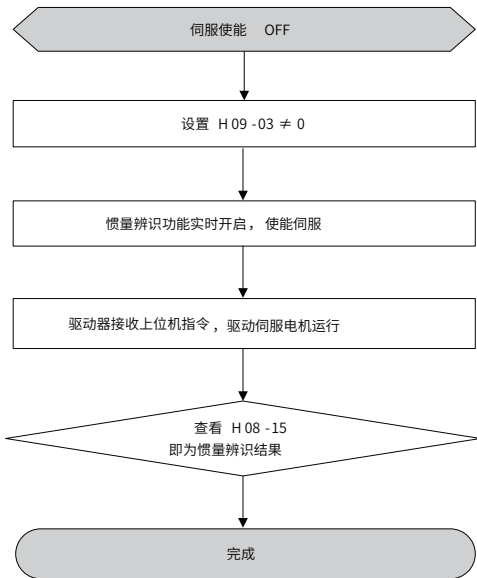 伺服使能 OFF
设置 H 09 -03 ≠ 0
惯量辨识功能实时开启，使能伺服
驱动器接收上位机指令，驱动伺服电机运行
查看 H 08 -15
即为惯量辨识结果
完成